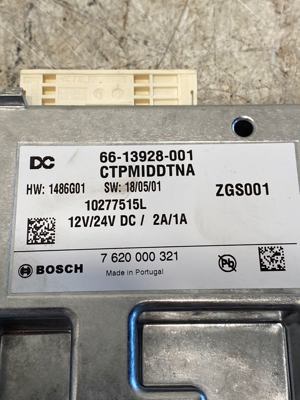 DC 66-13928-001
CTPMIDDTNA
HW: 1486G01 SW: 18/05/01 ZGS001
10277515L
12V/24V DC / 2A/1A
BOSCH 7 620 000 321
Made in Portugal
Pb